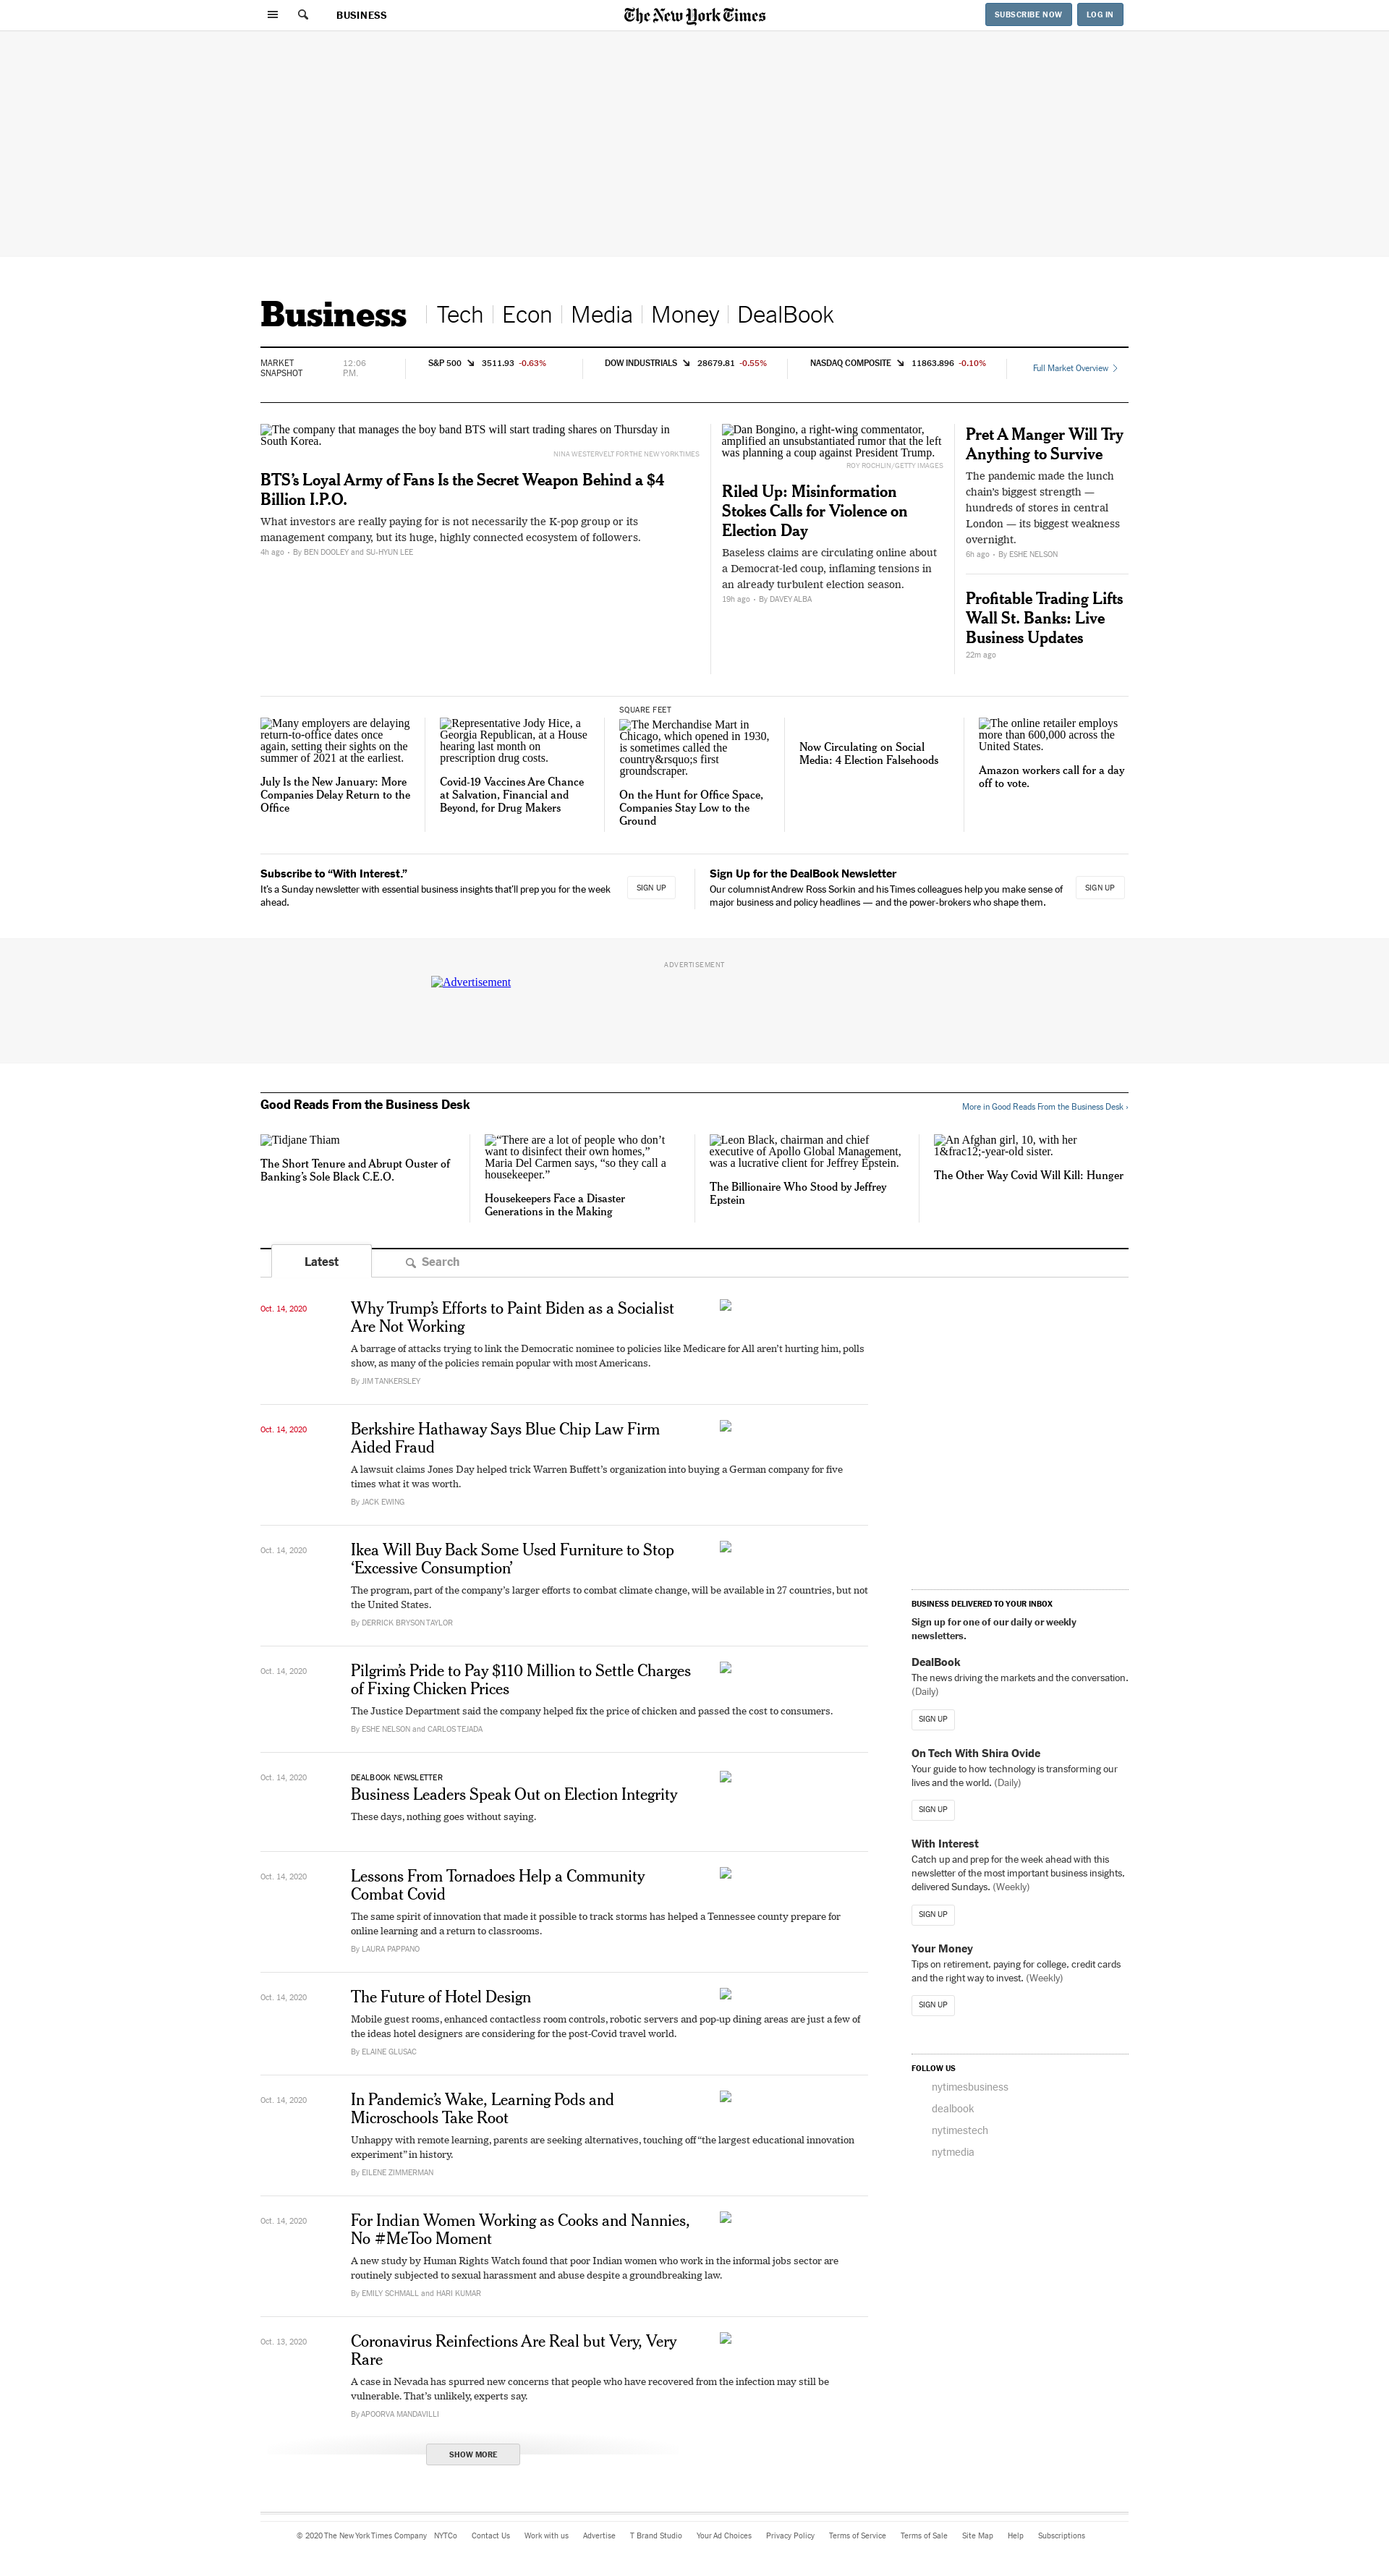 BUSINESS
The New York Times
SUBSCRIBE NOW
LOG IN
Business
Tech
Econ
Media
Money
DealBook
MARKET
SNAPSHOT
12:06
P.M.
S&P 500 3511.93 -0.63%
DOW INDUSTRIALS 28679.81 -0.55%
NASDAQ COMPOSITE 11863.896 -0.10%
Full Market Overview
The company that manages the boy band BTS will start trading shares on Thursday in
South Korea.
NINA WESTERVELT FOR THE NEW YORK TIMES
BTS’s Loyal Army of Fans Is the Secret Weapon Behind a $4
Billion I.P.O.
What investors are really paying for is not necessarily the K-pop group or its
management company, but its huge, highly connected ecosystem of followers.
4h ago • By BEN DOOLEY and SU-HYUN LEE
Dan Bongino, a right-wing commentator,
amplified an unsubstantiated rumor that the left
was planning a coup against President Trump.
ROY ROCHLIN/GETTY IMAGES
Riled Up: Misinformation
Stokes Calls for Violence on
Election Day
Baseless claims are circulating online about
a Democrat-led coup, inflaming tensions in
an already turbulent election season.
19h ago • By DAVEY ALBA
Pret A Manger Will Try
Anything to Survive
The pandemic made the lunch
chain’s biggest strength —
hundreds of stores in central
London — its biggest weakness
overnight.
6h ago • By ESHE NELSON
Profitable Trading Lifts
Wall St. Banks: Live
Business Updates
22m ago
Many employers are delaying
return-to-office dates once
again, setting their sights on the
summer of 2021 at the earliest.
July Is the New January: More
Companies Delay Return to the
Office
Representative Jody Hice, a
Georgia Republican, at a House
hearing last month on
prescription drug costs.
Covid-19 Vaccines Are Chance
at Salvation, Financial and
Beyond, for Drug Makers
SQUARE FEET
The Merchandise Mart in
Chicago, which opened in 1930,
is sometimes called the
country&rsquo;s first
groundscraper.
On the Hunt for Office Space,
Companies Stay Low to the
Ground
Now Circulating on Social
Media: 4 Election Falsehoods
The online retailer employs
more than 600,000 across the
United States.
Amazon workers call for a day
off to vote.
Subscribe to “With Interest.”
It’s a Sunday newsletter with essential business insights that’ll prep you for the week
ahead.
SIGN UP
Sign Up for the DealBook Newsletter
Our columnist Andrew Ross Sorkin and his Times colleagues help you make sense of
major business and policy headlines — and the power-brokers who shape them.
SIGN UP
ADVERTISEMENT
Advertisement
Good Reads From the Business Desk
More in Good Reads From the Business Desk ›
Tidjane Thiam
The Short Tenure and Abrupt Ouster of
Banking’s Sole Black C.E.O.
“There are a lot of people who don’t
want to disinfect their own homes,”
Maria Del Carmen says, “so they call a
housekeeper.”
Housekeepers Face a Disaster
Generations in the Making
Leon Black, chairman and chief
executive of Apollo Global Management,
was a lucrative client for Jeffrey Epstein.
The Billionaire Who Stood by Jeffrey
Epstein
An Afghan girl, 10, with her
1&frac12;-year-old sister.
The Other Way Covid Will Kill: Hunger
Latest
Search
Oct. 14, 2020
Why Trump’s Efforts to Paint Biden as a Socialist
Are Not Working
A barrage of attacks trying to link the Democratic nominee to policies like Medicare for All aren’t hurting him, polls
show, as many of the policies remain popular with most Americans.
By JIM TANKERSLEY
Oct. 14, 2020
Berkshire Hathaway Says Blue Chip Law Firm
Aided Fraud
A lawsuit claims Jones Day helped trick Warren Buffett’s organization into buying a German company for five
times what it was worth.
By JACK EWING
Oct. 14, 2020
Ikea Will Buy Back Some Used Furniture to Stop
‘Excessive Consumption’
The program, part of the company’s larger efforts to combat climate change, will be available in 27 countries, but not
the United States.
By DERRICK BRYSON TAYLOR
Oct. 14, 2020
Pilgrim’s Pride to Pay $110 Million to Settle Charges
of Fixing Chicken Prices
The Justice Department said the company helped fix the price of chicken and passed the cost to consumers.
By ESHE NELSON and CARLOS TEJADA
Oct. 14, 2020
DEALBOOK NEWSLETTER
Business Leaders Speak Out on Election Integrity
These days, nothing goes without saying.
Oct. 14, 2020
Lessons From Tornadoes Help a Community
Combat Covid
The same spirit of innovation that made it possible to track storms has helped a Tennessee county prepare for
online learning and a return to classrooms.
By LAURA PAPPANO
Oct. 14, 2020
The Future of Hotel Design
Mobile guest rooms, enhanced contactless room controls, robotic servers and pop-up dining areas are just a few of
the ideas hotel designers are considering for the post-Covid travel world.
By ELAINE GLUSAC
Oct. 14, 2020
In Pandemic’s Wake, Learning Pods and
Microschools Take Root
Unhappy with remote learning, parents are seeking alternatives, touching off “the largest educational innovation
experiment” in history.
By EILENE ZIMMERMAN
Oct. 14, 2020
For Indian Women Working as Cooks and Nannies,
No #MeToo Moment
A new study by Human Rights Watch found that poor Indian women who work in the informal jobs sector are
routinely subjected to sexual harassment and abuse despite a groundbreaking law.
By EMILY SCHMALL and HARI KUMAR
Oct. 13, 2020
Coronavirus Reinfections Are Real but Very, Very
Rare
A case in Nevada has spurred new concerns that people who have recovered from the infection may still be
vulnerable. That’s unlikely, experts say.
By APOORVA MANDAVILLI
SHOW MORE
BUSINESS DELIVERED TO YOUR INBOX
Sign up for one of our daily or weekly
newsletters.
DealBook
The news driving the markets and the conversation.
(Daily)
SIGN UP
On Tech With Shira Ovide
Your guide to how technology is transforming our
lives and the world. (Daily)
SIGN UP
With Interest
Catch up and prep for the week ahead with this
newsletter of the most important business insights,
delivered Sundays. (Weekly)
SIGN UP
Your Money
Tips on retirement, paying for college, credit cards
and the right way to invest. (Weekly)
SIGN UP
FOLLOW US
nytimesbusiness
dealbook
nytimestech
nytmedia
© 2020 The New York Times Company NYTCo Contact Us Work with us Advertise T Brand Studio Your Ad Choices Privacy Policy Terms of Service Terms of Sale Site Map Help Subscriptions